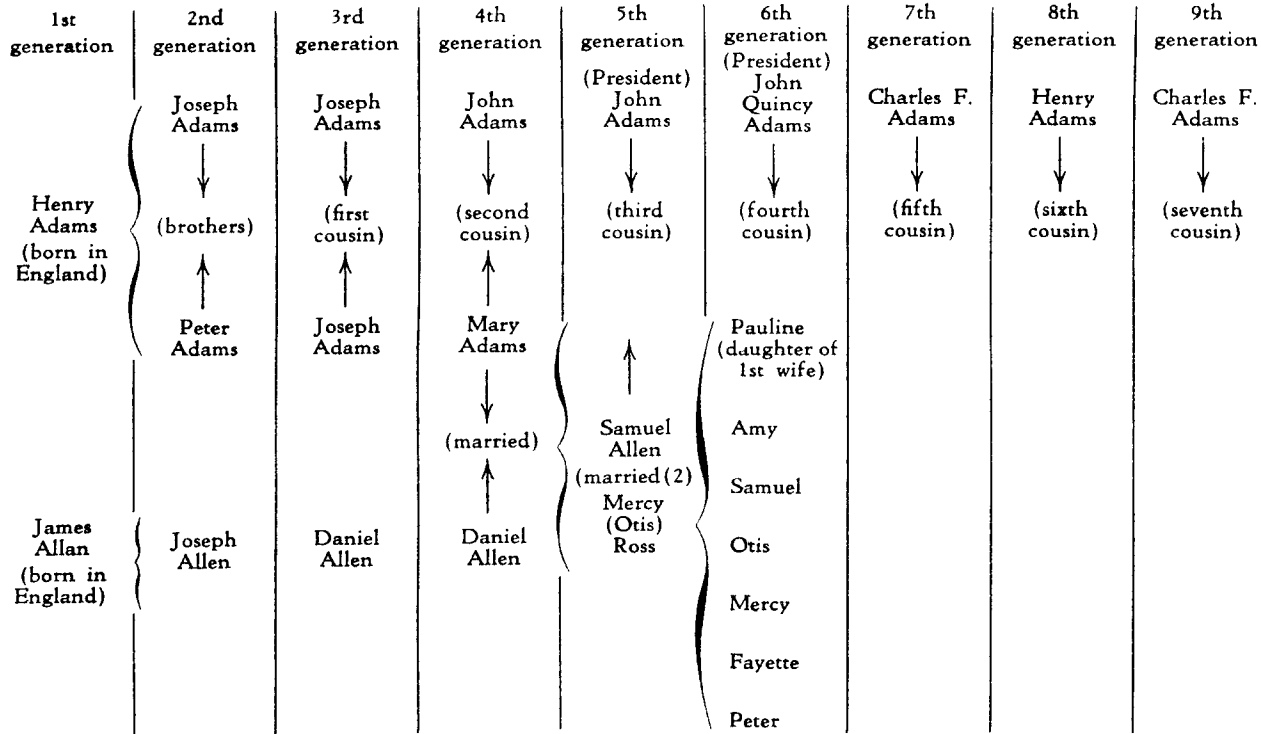 1st
generation
2nd
generation
3rd
generation
4th
generation
5th
generation
6th
generation
7th
generation
8th
generation
9th
generation
Henry
Adams
(born in
England)
James
Allan
(born in
England)
Joseph
Adams
(brothers)
Peter
Adams
Joseph
Allen
Joseph
Adams
(first
cousin)
Joseph
Adams
Daniel
Allen
John
Adams
(second
cousin)
Mary
Adams
(married)
Daniel
Allen
(President)
John
Adams
(third
cousin)
Samuel
Allen
(married (2)
Mercy
(Otis)
Ross
(President)
John
Quincy
Adams
(fourth
cousin)
Pauline
(daughter of
1st wife)
Amy
Samuel
Otis
Mercy
Fayette
Peter
Charles F.
Adams
(fifth
cousin)
Henry
Adams
(sixth
cousin)
Charles F.
Adams
(seventh
cousin)